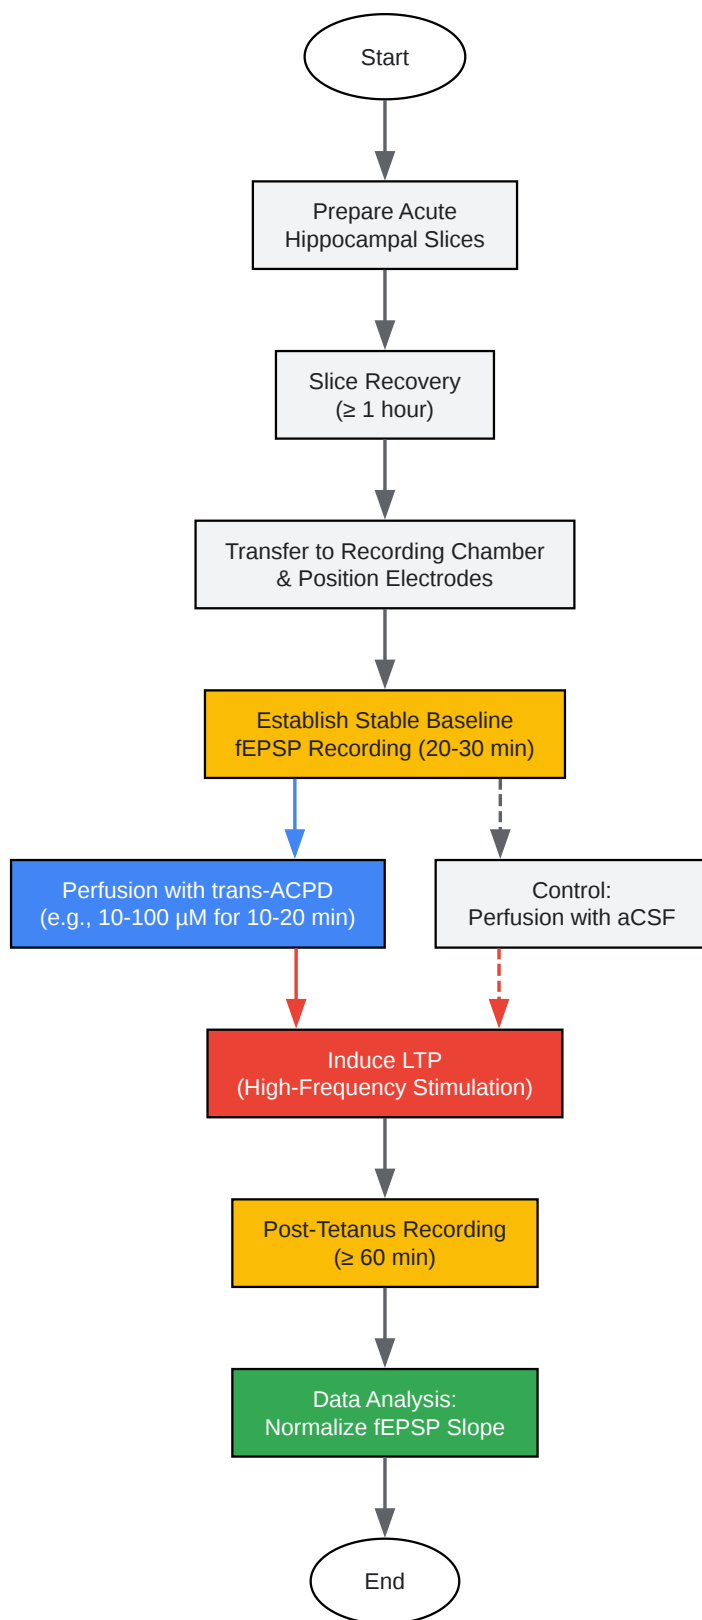 Start
Prepare Acute
Hippocampal Slices
Slice Recovery
(≥ 1 hour)
Transfer to Recording Chamber
& Position Electrodes
Establish Stable Baseline
fEPSP Recording (20-30 min)
Perfusion with trans-ACPD
(e.g., 10-100 µM for 10-20 min)
Control:
Perfusion with aCSF
Induce LTP
(High-Frequency Stimulation)
Post-Tetanus Recording
(≥ 60 min)
Data Analysis:
Normalize fEPSP Slope
End